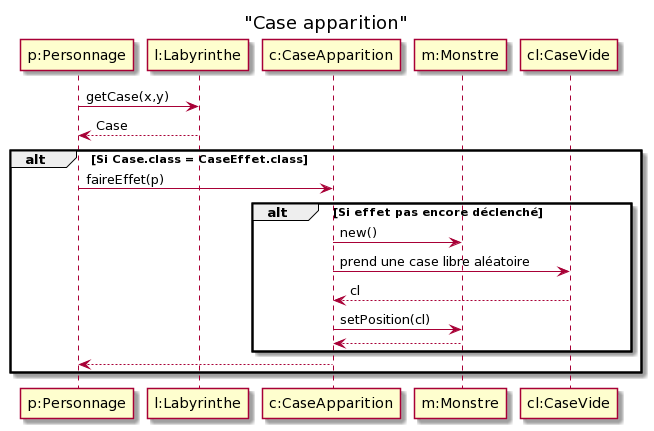 "Case apparition"
p:Personnage l:Labyrinthe c:CaseApparition m:Monstre cl:CaseVide
getCase(x,y)
Case
alt [Si Case.class = CaseEffet.class]
faireEffet(p)
alt [Si effet pas encore déclenché]
new()
prend une case libre aléatoire
cl
setPosition(cl)
p:Personnage l:Labyrinthe c:CaseApparition m:Monstre cl:CaseVide